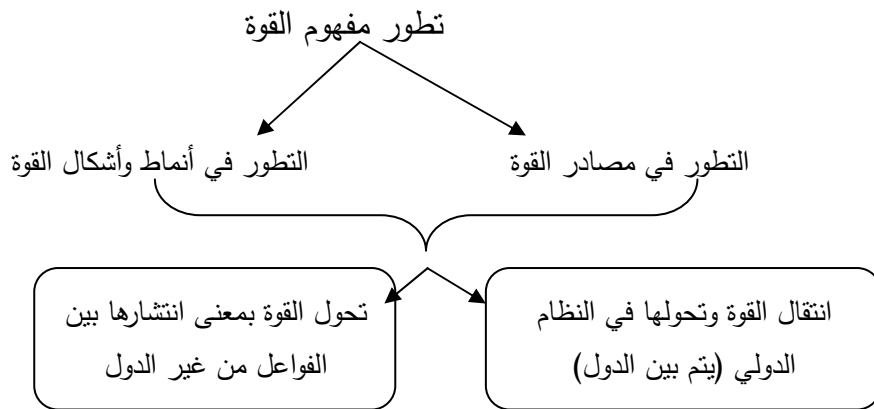 تطور مفهوم القوة
التطور في مصادر القوة
التطور في أنماط وأشكال القوة
انتقال القوة وتحولها في النظام
الدولي (يتم بين الدول)
تحول القوة بمعنى انتشارها بين
الفواعل من غير الدول